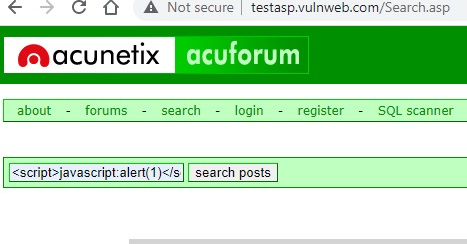 Not secure | testasp.vulnweb.com/Search.asp
acunetix acuforum
about - forums - search - login - register - SQL scanner
<script>javascript:alert(1)</s search posts